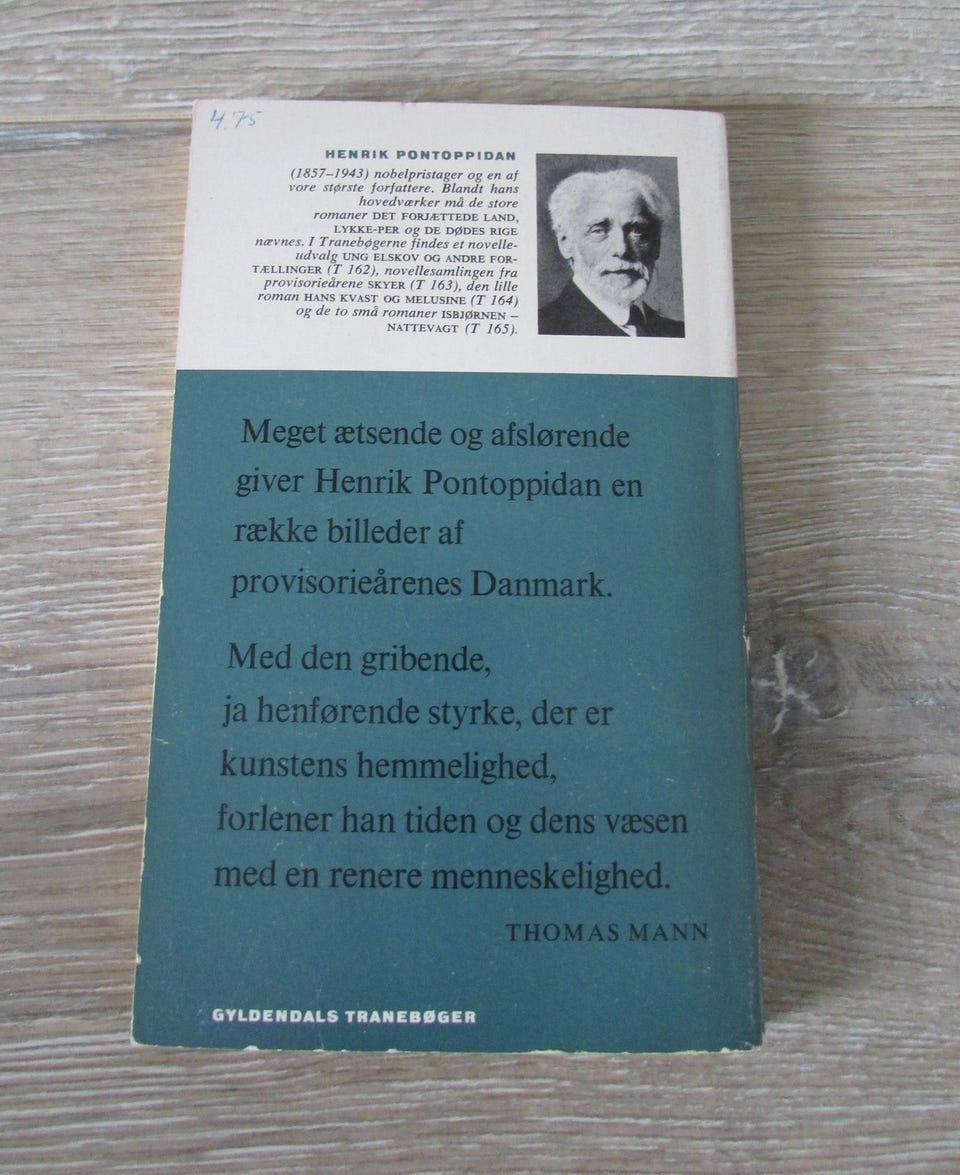 4.75
HENRIK PONTOPPIDAN
(1857–1943) nobelpristager og en af
vore største forfattere. Blandt hans
hovedværker må de store
romaner DET FORJÆTTEDE LAND,
LYKKE-PER og DE DØDES RIGE
nævnes. I Tranebøgerne findes et novelle-
udvalg UNG ELSKOV OG ANDRE FOR-
TÆLLINGER (T 162), novellesamlingen fra
provisorieårene SKYER (T 163), den lille
roman HANS KVAST OG MELUSINE (T 164)
og de to små romaner ISBJØRNEN –
NATTEVAGT (T 165).
Meget ætsende og afslørende
giver Henrik Pontoppidan en
række billeder af
provisorieårenes Danmark.
Med den gribende,
ja henførende styrke, der er
kunstens hemmelighed,
forlener han tiden og dens væsen
med en renere menneskelighed.
THOMAS MANN
GYLDENDALS TRANEBØGER